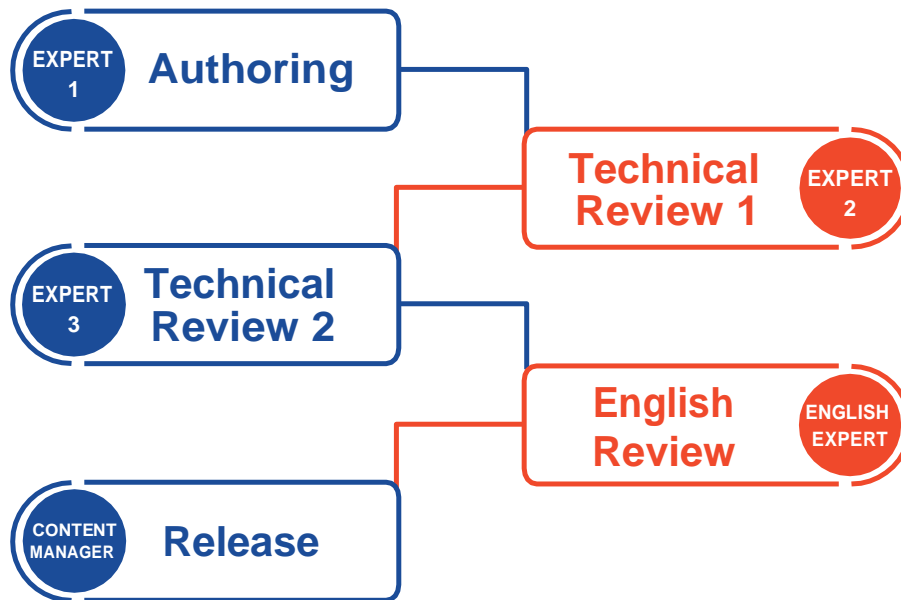 EXPERT
1
Authoring
Technical
Review 1
EXPERT
2
EXPERT
3
Technical
Review 2
English
Review
ENGLISH
EXPERT
CONTENT
MANAGER
Release